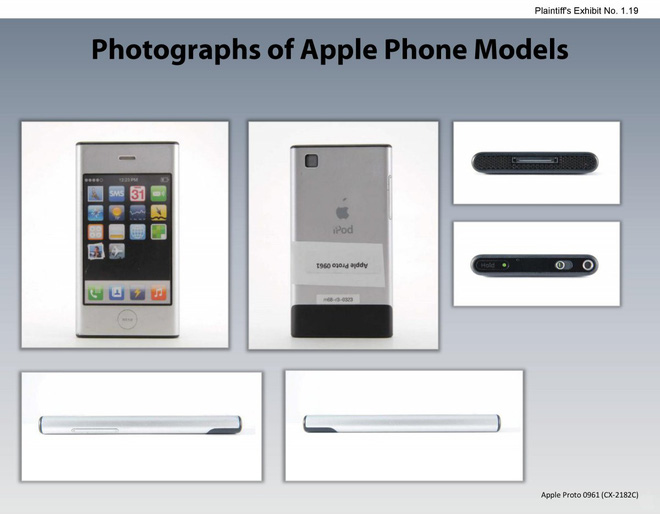 Plaintiff's Exhibit No. 1.19
Photographs of Apple Phone Models
SMS
31
iPod
Apple Proto 0961
Hold
Apple Proto 0961 (CX-2182C)